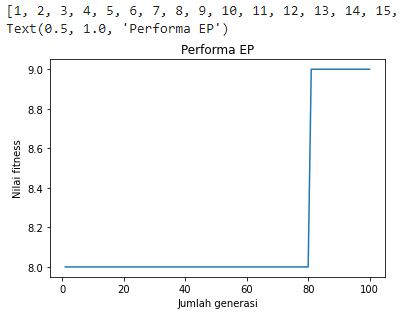 [1, 2, 3, 4, 5, 6, 7, 8, 9, 10, 11, 12, 13, 14, 15,
Text(0.5, 1.0, 'Performa EP')
Performa EP
9.0
8.8
8.6
8.4
8.2
8.0
Nilai fitness
0 20 40 60 80 100
Jumlah generasi